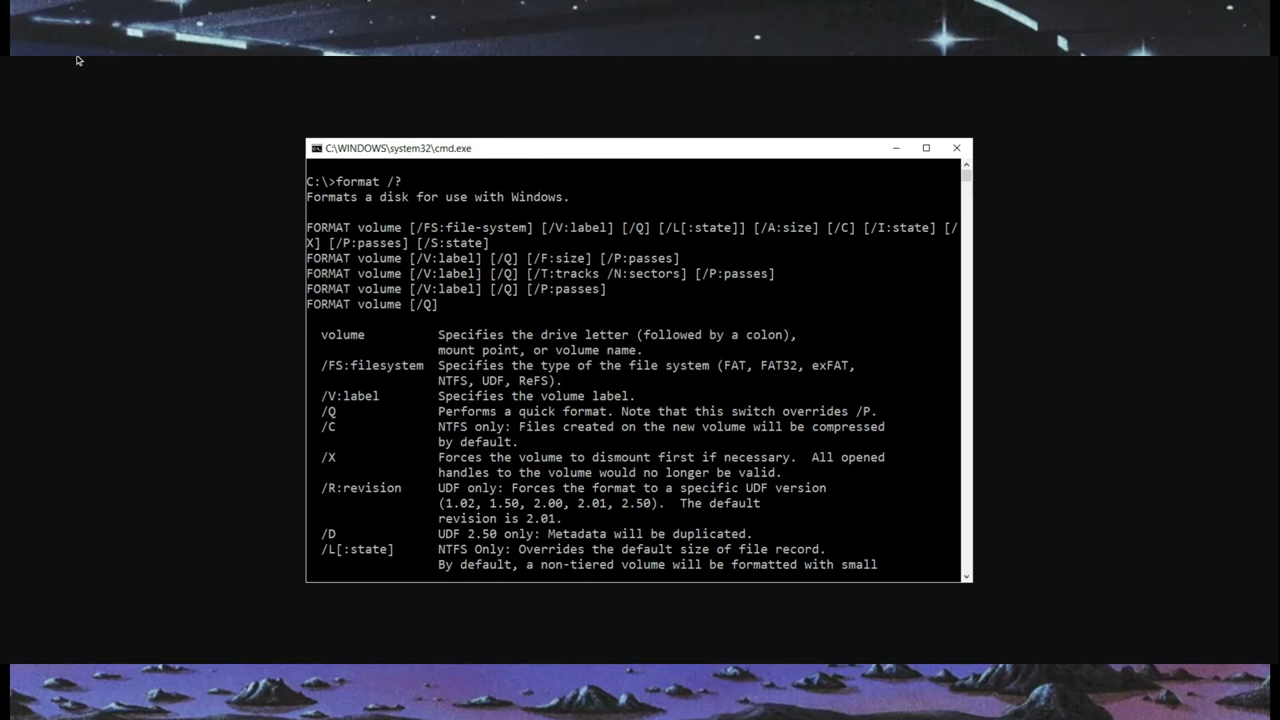 C:\WINDOWS\system32\cmd.exe
C:\>format /?
Formats a disk for use with Windows.
FORMAT volume [/FS:file-system] [/V:label] [/Q] [/L[:state]] [/A:size] [/C] [/I:state] [/
X] [/P:passes] [/S:state]
FORMAT volume [/V:label] [/Q] [/F:size] [/P:passes]
FORMAT volume [/V:label] [/Q] [/T:tracks /N:sectors] [/P:passes]
FORMAT volume [/V:label] [/Q] [/P:passes]
FORMAT volume [/Q]
volume Specifies the drive letter (followed by a colon),
mount point, or volume name.
/FS:filesystem Specifies the type of the file system (FAT, FAT32, exFAT,
NTFS, UDF, ReFS).
/V:label Specifies the volume label.
/Q Performs a quick format. Note that this switch overrides /P.
/C NTFS only: Files created on the new volume will be compressed
by default.
/X Forces the volume to dismount first if necessary. All opened
handles to the volume would no longer be valid.
/R:revision UDF only: Forces the format to a specific UDF version
(1.02, 1.50, 2.00, 2.01, 2.50). The default
revision is 2.01.
/D UDF 2.50 only: Metadata will be duplicated.
/L[:state] NTFS Only: Overrides the default size of file record.
By default, a non-tiered volume will be formatted with small